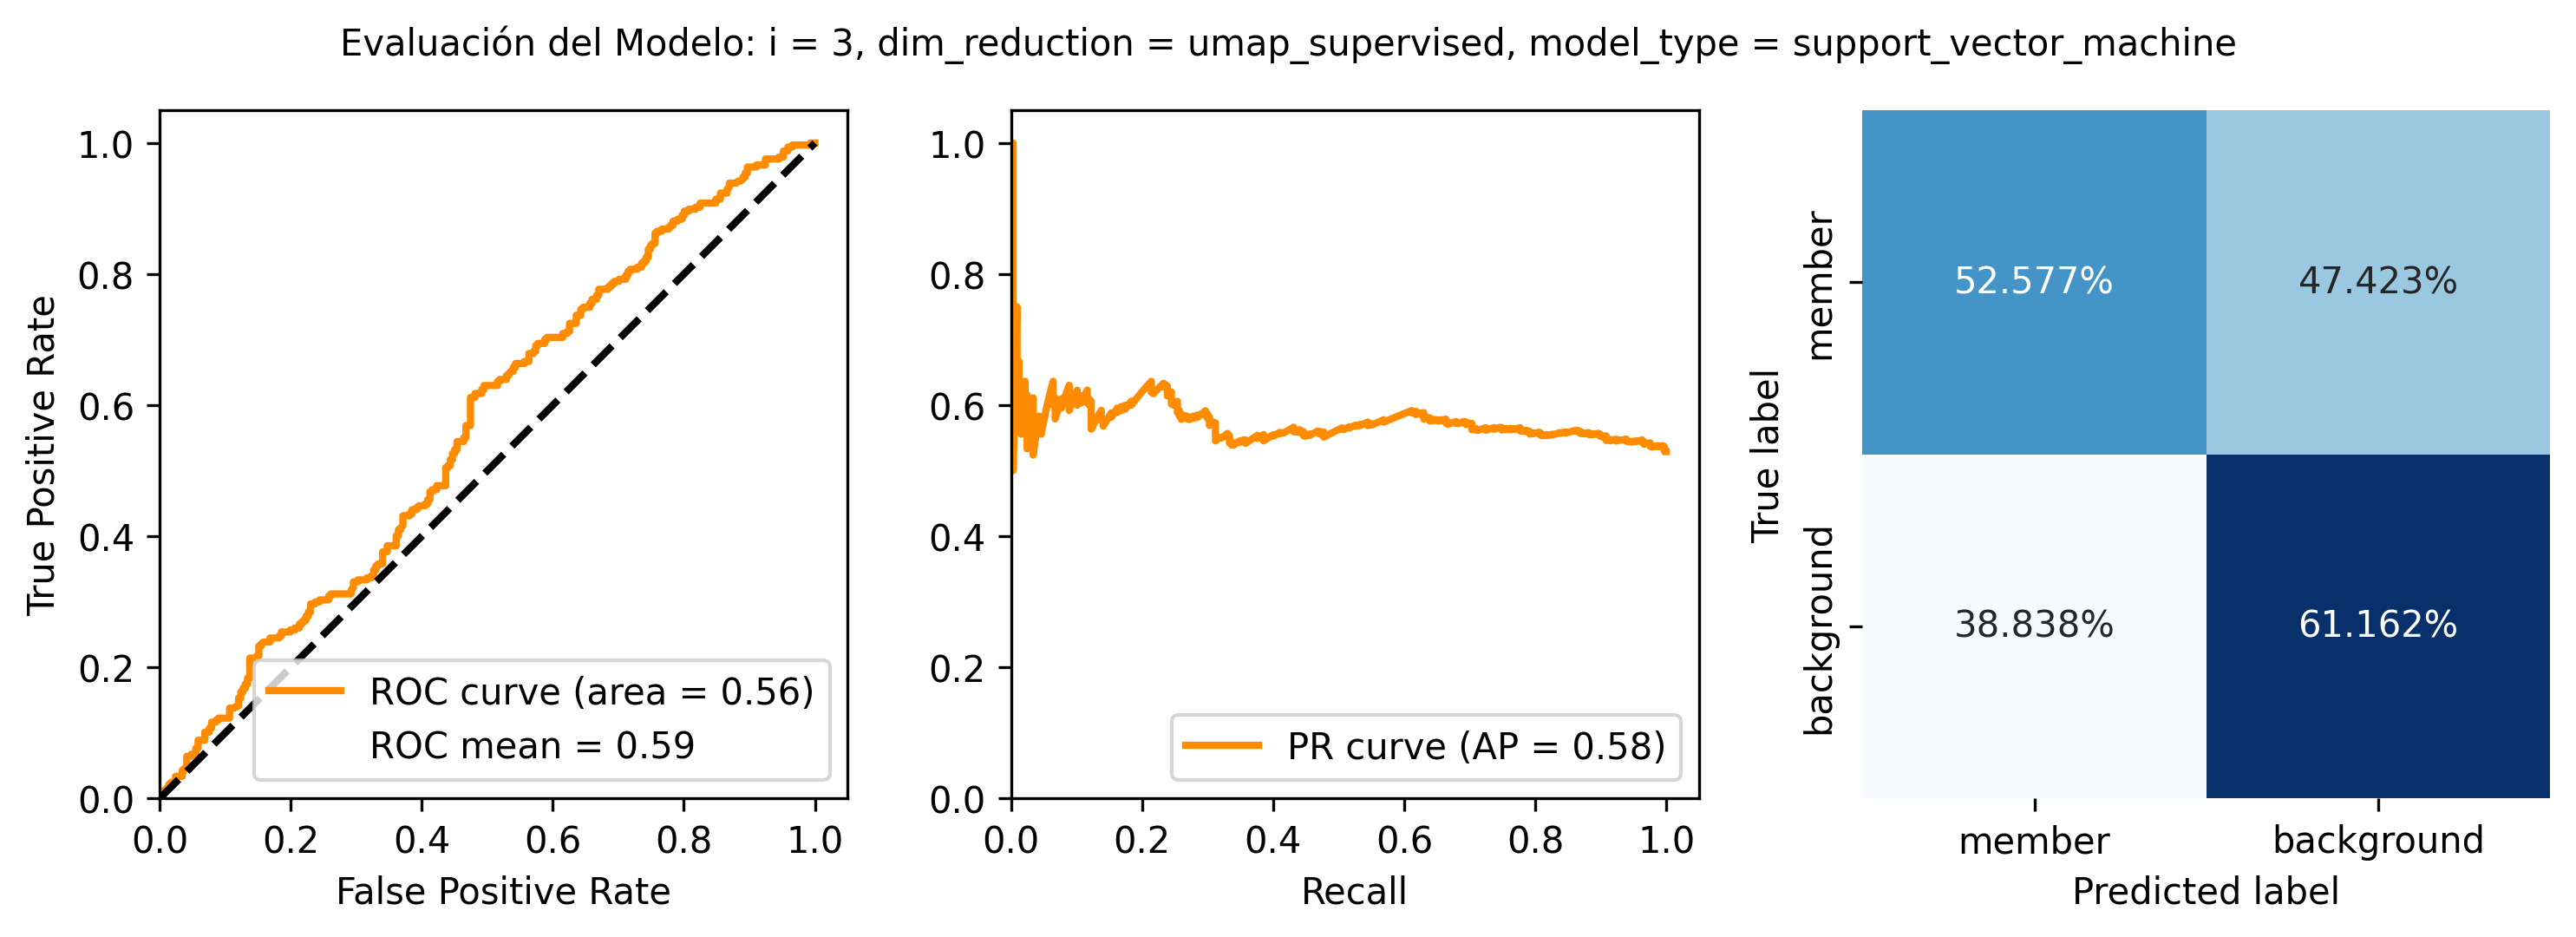 Evaluación del Modelo: i = 3, dim_reduction = umap_supervised, model_type = support_vector_machine
True Positive Rate
1.0
0.8
0.6
0.4
0.2
0.0
0.0 0.2 0.4 0.6 0.8 1.0
False Positive Rate
ROC curve (area = 0.56)
ROC mean = 0.59
1.0
0.8
0.6
0.4
0.2
0.0
0.0 0.2 0.4 0.6 0.8 1.0
Recall
PR curve (AP = 0.58)
True label
member
background
52.577% 47.423%
38.838% 61.162%
member background
Predicted label